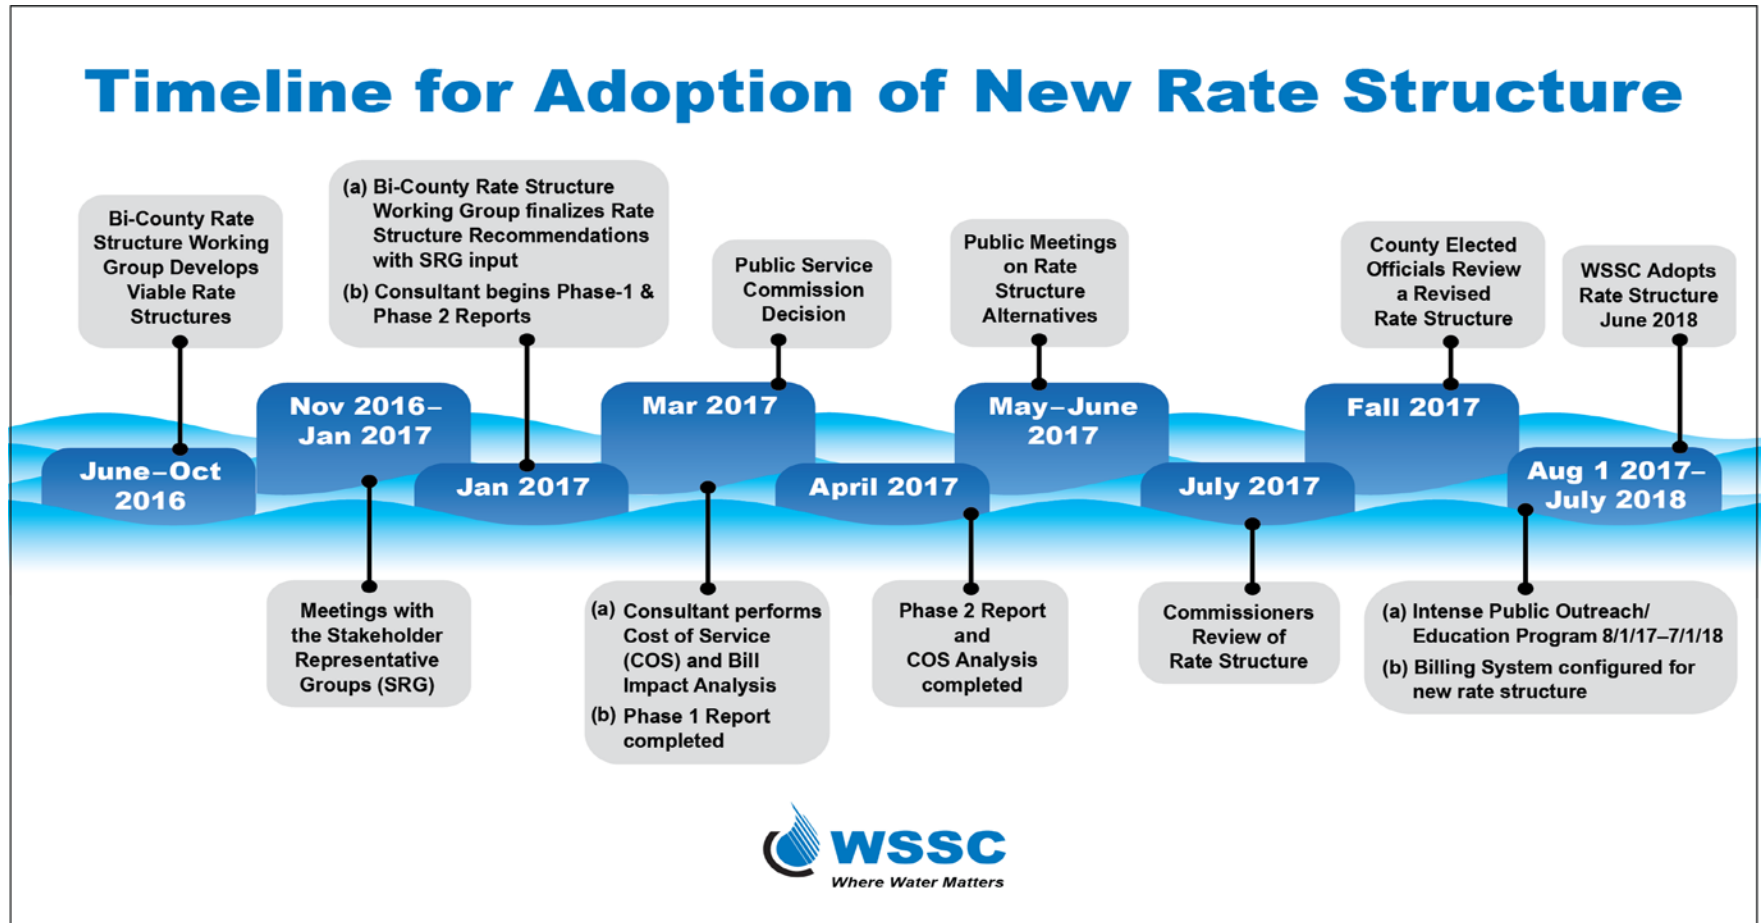 Timeline for Adoption of New Rate Structure
Bi-County Rate
Structure Working
Group Develops
Viable Rate
Structures
(a) Bi-County Rate Structure
Working Group finalizes Rate
Structure Recommendations
with SRG input
(b) Consultant begins Phase-1 &
Phase 2 Reports
Public Service
Commission
Decision
Public Meetings
on Rate
Structure
Alternatives
County Elected
Officials Review
a Revised
Rate Structure
WSSC Adopts
Rate Structure
June 2018
June–Oct
2016
Nov 2016–
Jan 2017
Jan 2017
Mar 2017
April 2017
May–June
2017
July 2017
Fall 2017
Aug 1 2017–
July 2018
Meetings with
the Stakeholder
Representative
Groups (SRG)
(a) Consultant performs
Cost of Service
(COS) and Bill
Impact Analysis
(b) Phase 1 Report
completed
Phase 2 Report
and
COS Analysis
completed
Commissioners
Review of
Rate Structure
(a) Intense Public Outreach/
Education Program 8/1/17–7/1/18
(b) Billing System configured for
new rate structure
WSSC
Where Water Matters